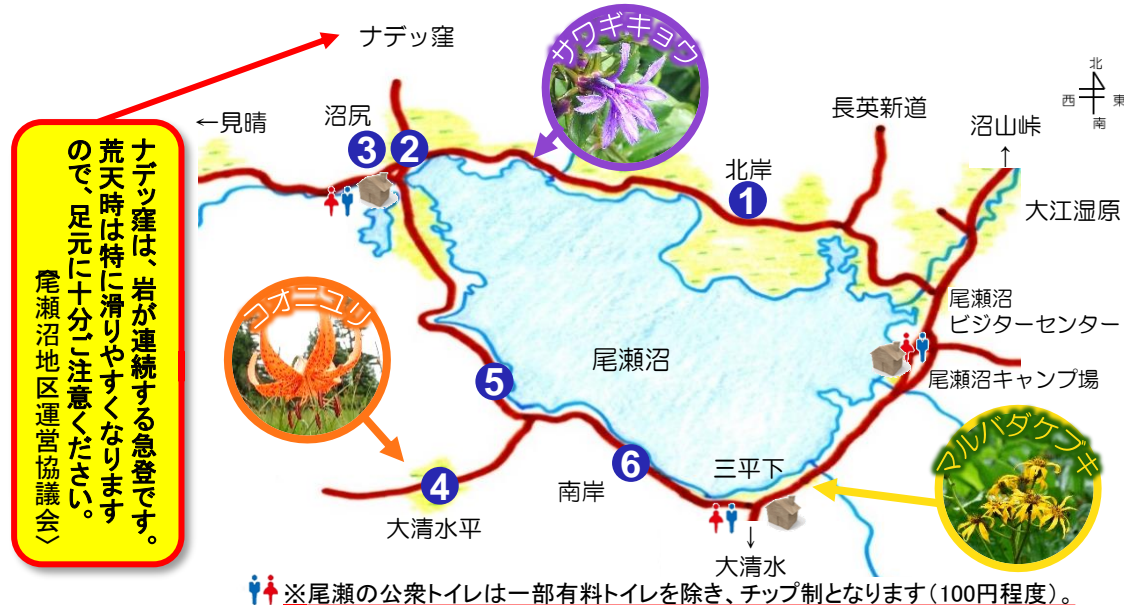 ナデッ窪
サワギキョウ
北
西 東
南
長英新道
沼山峠
↑
←見晴
沼尻
3 2
北岸
1
大江湿原
ナデッ窪は、岩が連続する急登です。
荒天時は特に滑りやすくなります
ので、足元に十分ご注意ください。
〈尾瀬沼地区運営協議会〉
コオニユリ
尾瀬沼
尾瀬沼
ビジターセンター
尾瀬沼キャンプ場
5
マルバダケブキ
6
三平下
4
南岸
大清水平
↓
大清水
※尾瀬の公衆トイレは一部有料トイレを除き、チップ制となります(100円程度)。